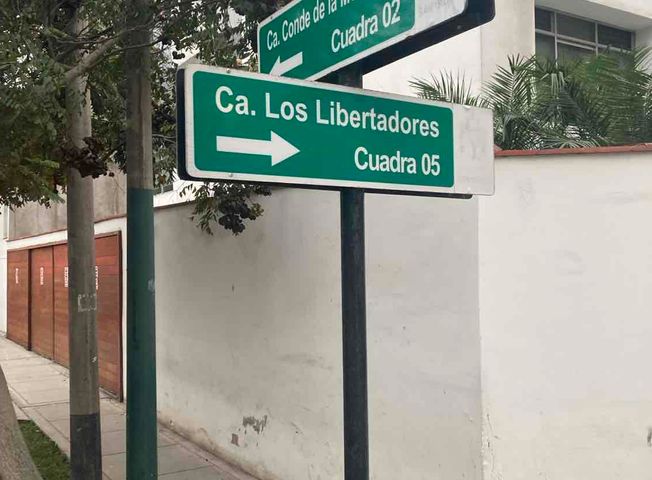 Ca. Conde de la
Cuadra 02
Ca. Los Libertadores
Cuadra 05